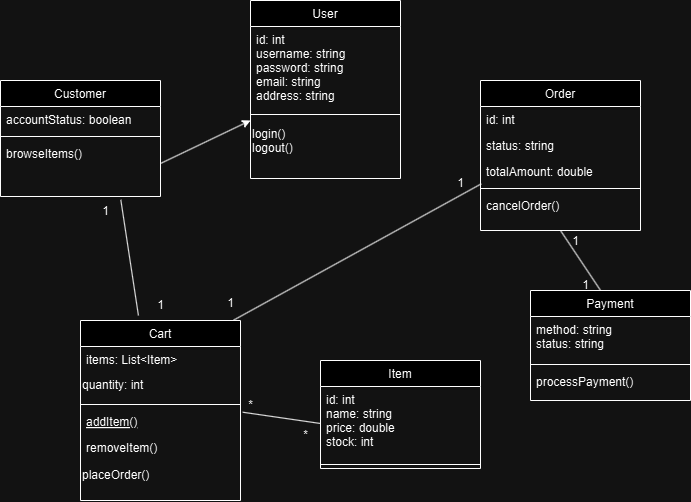 User
id: int
username: string
password: string
email: string
address: string
login()
logout()
Customer
accountStatus: boolean
browseItems()
Order
id: int
status: string
totalAmount: double
cancelOrder()
1
1
1
1
1
1
Payment
method: string
status: string
processPayment()
Cart
items: List<Item>
quantity: int
addItem()
removeItem()
placeOrder()
*
*
Item
id: int
name: string
price: double
stock: int